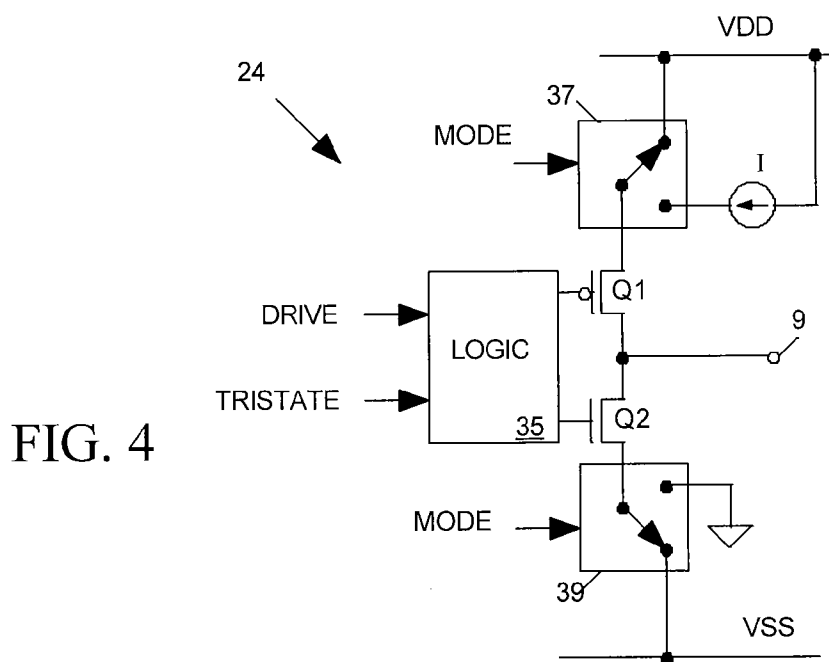 VDD
24
37
MODE
I
Q1
9
DRIVE
LOGIC
TRISTATE
35
Q2
FIG. 4
MODE
39
VSS